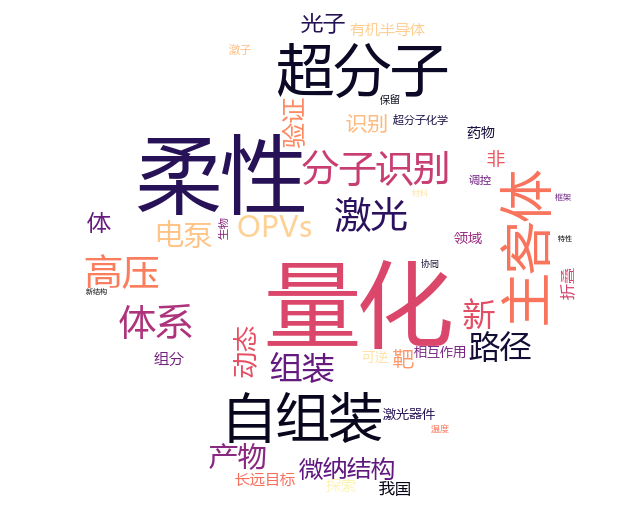 光子
有机半导体
激子
超分子
保留
验证
识别
超分子化学
药物
柔性
分子识别
非
调控
主客体
框架
激光
体
电泵
生物
OPVs
领域
特性
高压
新结构
量化
协同
折叠
体系
新
动态
组分
组装
可逆
靶
相互作用
路径
自组装
激光器件
温度
产物
微纳结构
长远目标
探索
我国